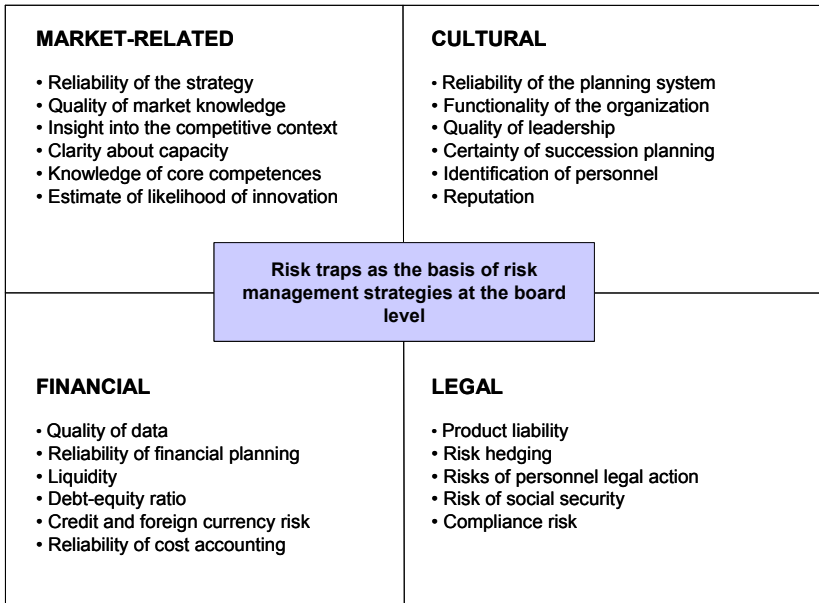 MARKET-RELATED
• Reliability of the strategy
• Quality of market knowledge
• Insight into the competitive context
• Clarity about capacity
• Knowledge of core competences
• Estimate of likelihood of innovation
CULTURAL
• Reliability of the planning system
• Functionality of the organization
• Quality of leadership
• Certainty of succession planning
• Identification of personnel
• Reputation
Risk traps as the basis of risk
management strategies at the board
level
FINANCIAL
• Quality of data
• Reliability of financial planning
• Liquidity
• Debt-equity ratio
• Credit and foreign currency risk
• Reliability of cost accounting
LEGAL
• Product liability
• Risk hedging
• Risks of personnel legal action
• Risk of social security
• Compliance risk